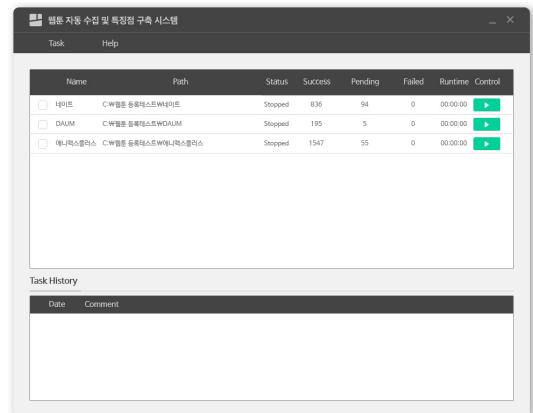 웹툰 자동 수집 및 특징점 구축 시스템
Task Help
Name Path Status Success Pending Failed Runtime Control
네이트 C:₩웹툰 등록테스트₩네이트 Stopped 836 94 0 00:00:00
DAUM C:₩웹툰 등록테스트₩DAUM Stopped 195 5 0 00:00:00
애니멕스플러스 C:₩웹툰 등록테스트₩애니멕스플러스 Stopped 1547 55 0 00:00:00
Task History
Date Comment